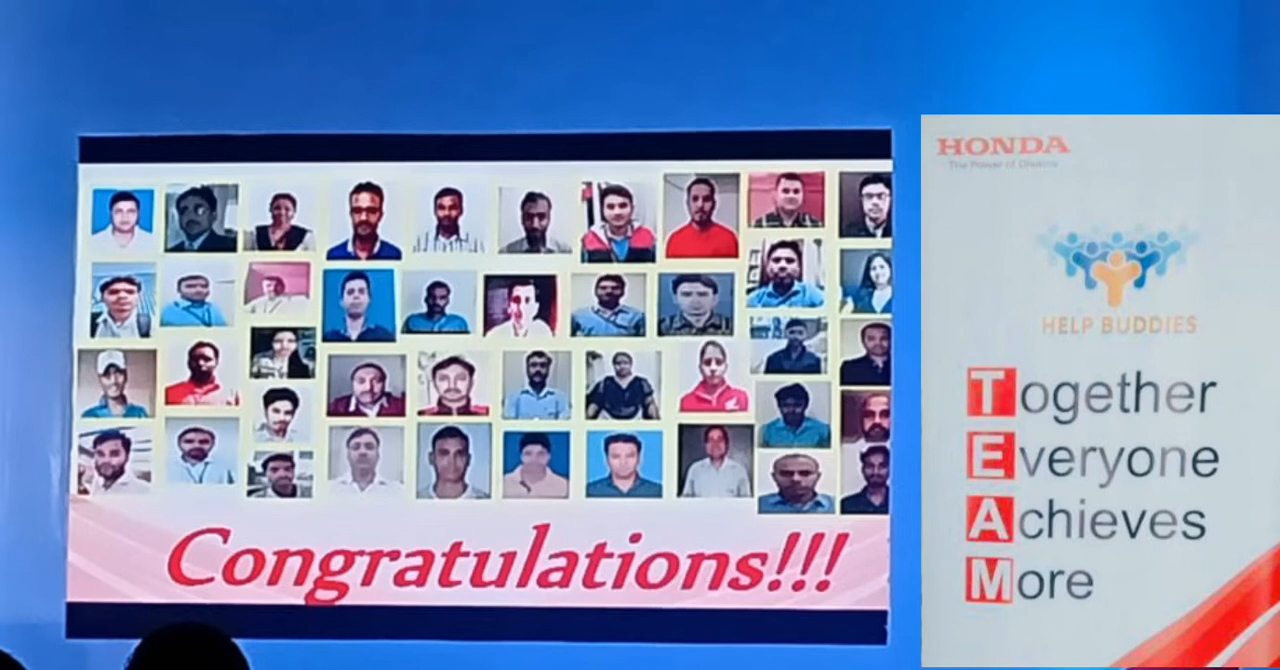 Congratulations!!!
HONDA
The Power of Dreams
HELP BUDDIES
Together
Everyone
Achieves
More